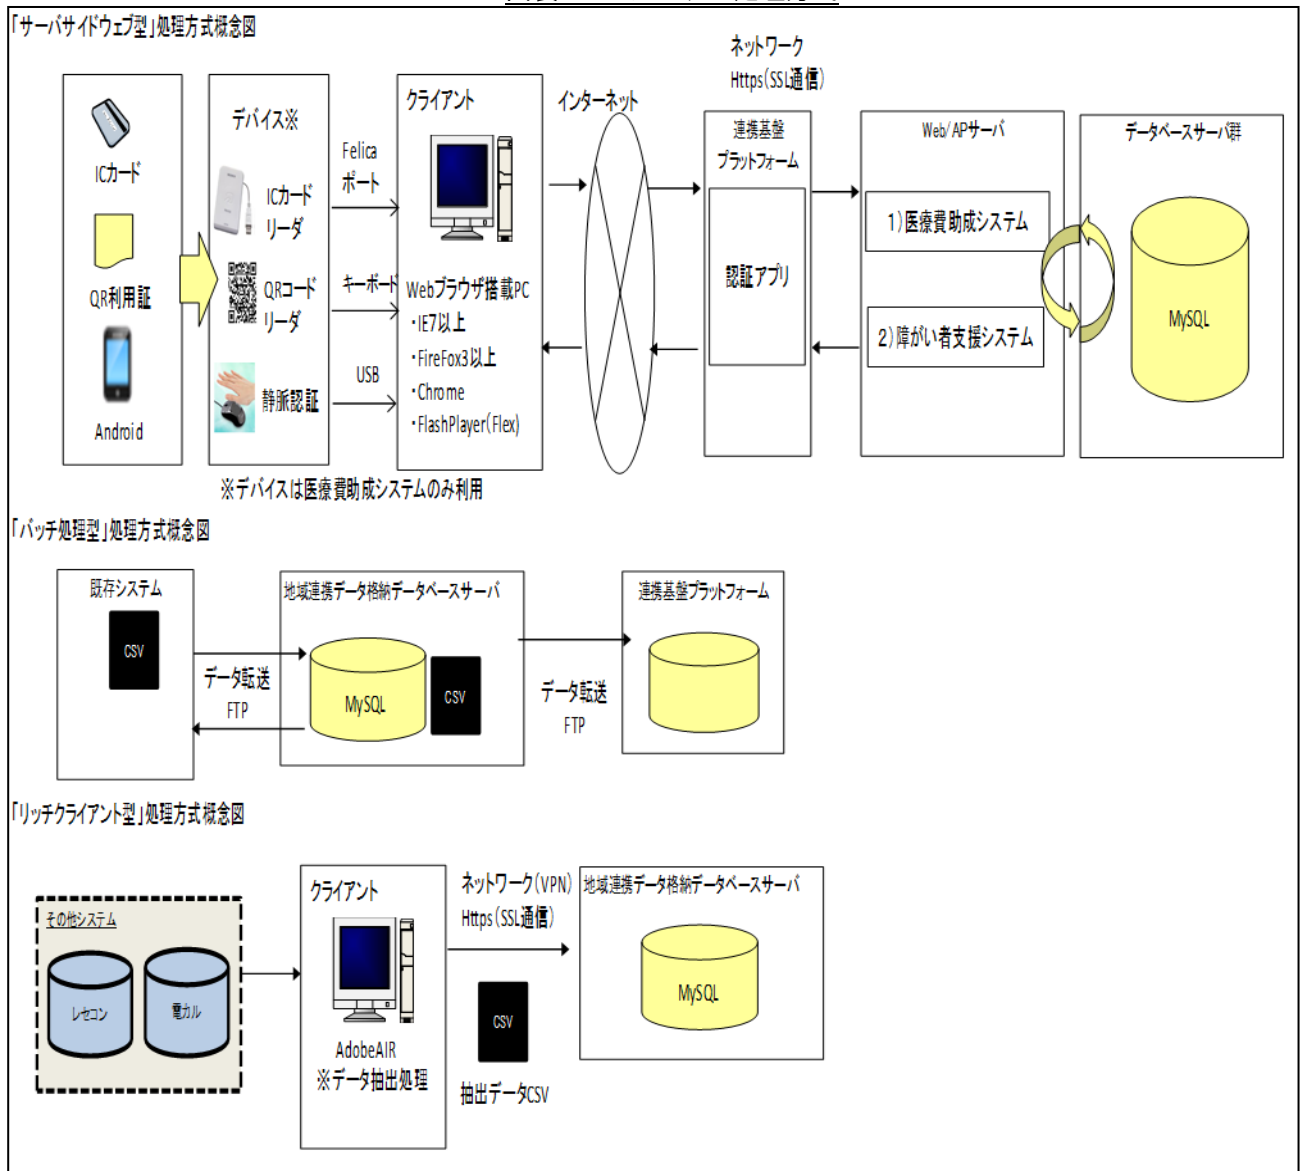 「サーバサイドウェブ型」処理方式概念図
ICカード
QR利用証
Android
デバイス※
ICカード
リーダ
QRコード
リーダ
静脈認証
Felica
ポート
キーボード
USB
クライアント
Webブラウザ搭載PC
・IE7以上
・FireFox3以上
・Chrome
・FlashPlayer(Flex)
インターネット
ネットワーク
Https(SSL通信)
連携基盤
プラットフォーム
認証アプリ
Web/APサーバ
1)医療費助成システム
2)障がい者支援システム
データベースサーバ群
MySQL
※デバイスは医療費助成システムのみ利用
「バッチ処理型」処理方式概念図
既存システム
CSV
データ転送
FTP
地域連携データ格納データベースサーバ
MySQL
CSV
データ転送
FTP
連携基盤プラットフォーム
「リッチクライアント型」処理方式概念図
その他システム
レセコン
電カル
クライアント
AdobeAIR
※データ抽出処理
ネットワーク(VPN)
Https(SSL通信)
CSV
抽出データCSV
地域連携データ格納データベースサーバ
MySQL